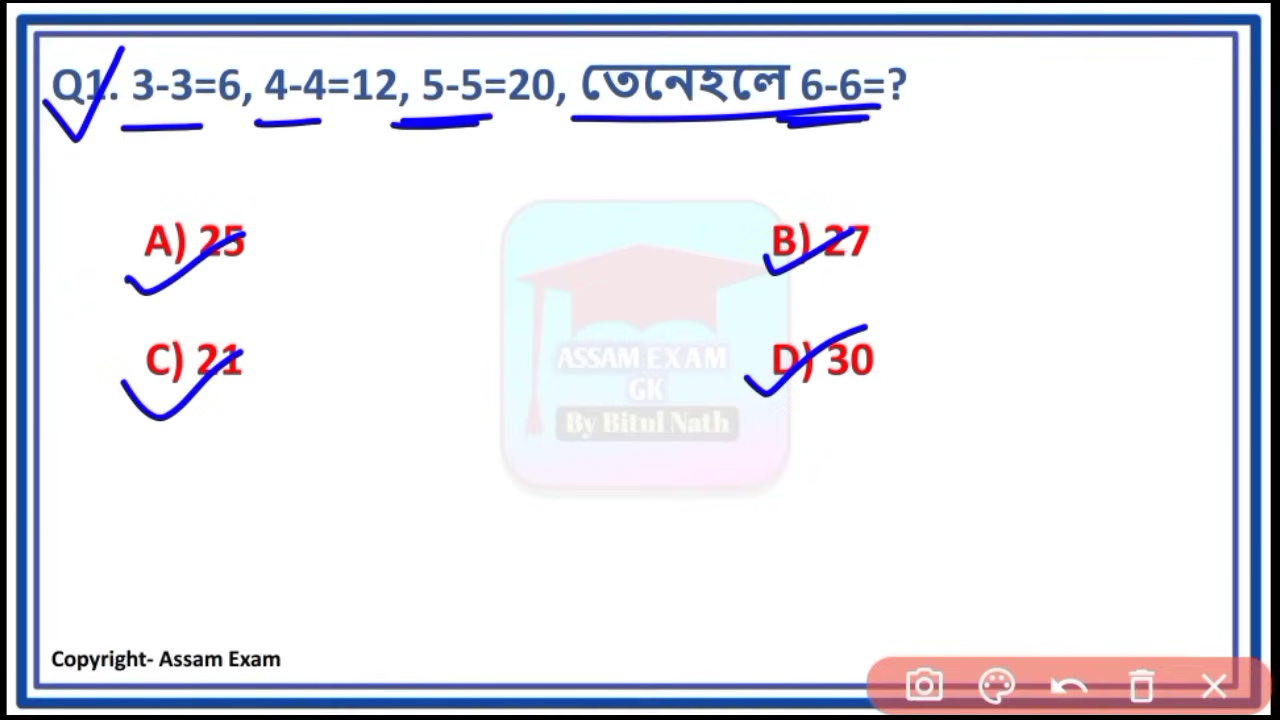 Q1. 3-3=6, 4-4=12, 5-5=20, তেনেহলে 6-6=?
A) 25
B) 27
C) 21
D) 30
ASSAM EXAM
GK
By Bitul Nath
Copyright- Assam Exam